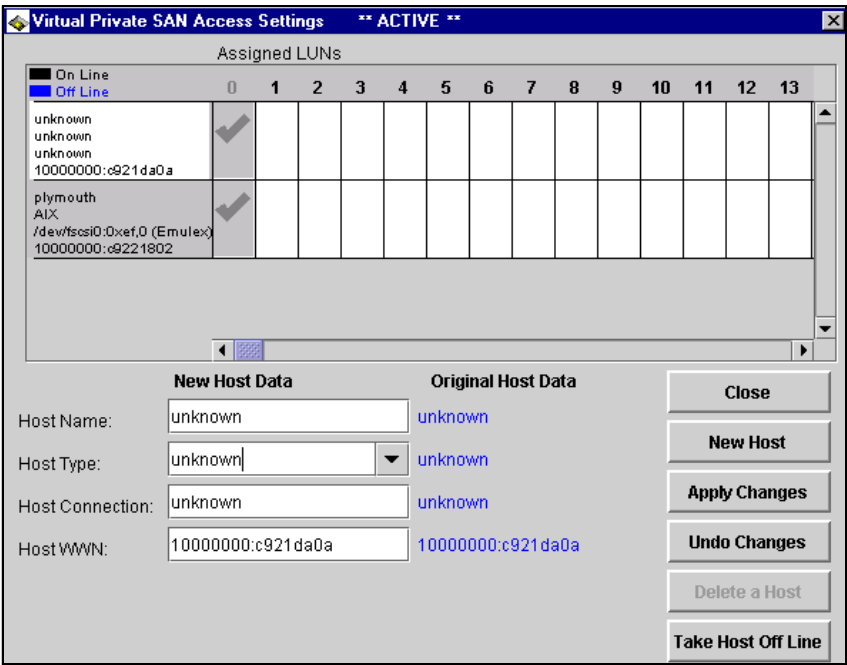 Virtual Private SAN Access Settings ** ACTIVE **
Assigned LUNs
On Line
Off Line
0 1 2 3 4 5 6 7 8 9 10 11 12 13
unknown
unknown
unknown
10000000:c921da0a
plymouth
AIX
/dev/fscsi0:0xef,0 (Emulex)
10000000:c9221802
New Host Data Original Host Data
Close
Host Name: unknown unknown
New Host
Host Type: unknown unknown
Apply Changes
Host Connection: unknown unknown
Undo Changes
Host WWN: 10000000:c921da0a 10000000:c921da0a
Delete a Host
Take Host Off Line